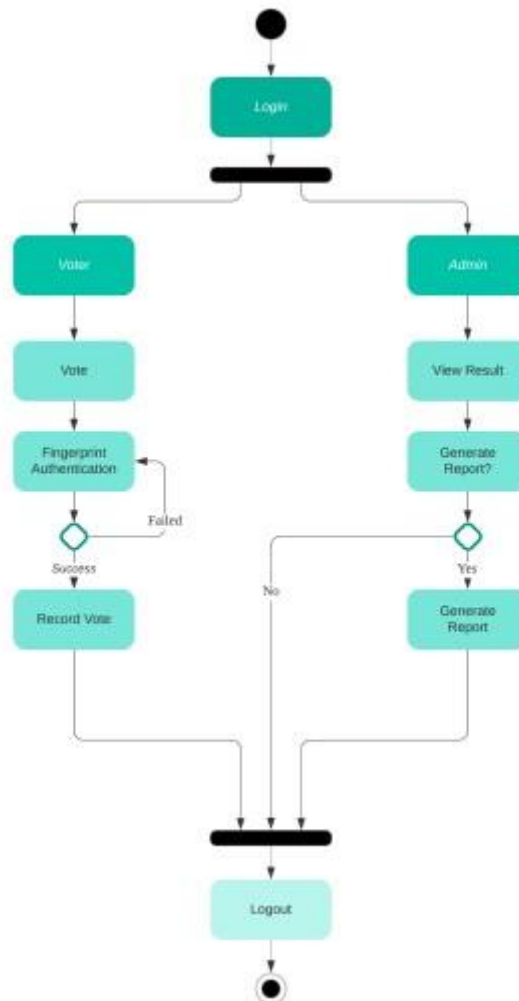 Login
Voter
Admin
Vote
View Result
Fingerprint
Authentication
Generate
Report?
Failed
Success
Yes
No
Record Vote
Generate
Report
Logout